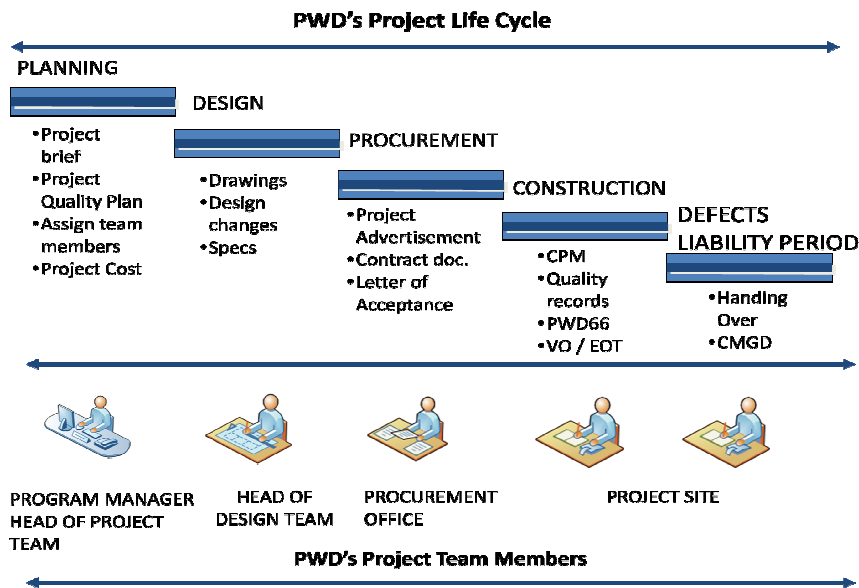 PWD's Project Life Cycle
PLANNING
•Project
brief
•Project
Quality Plan
•Assign team
members
•Project Cost
DESIGN
•Drawings
•Design
changes
•Specs
PROCUREMENT
•Project
Advertisement
•Contract doc.
•Letter of
Acceptance
CONSTRUCTION
•CPM
•Quality
records
•PWD66
•VO / EOT
DEFECTS
LIABILITY PERIOD
•Handing
Over
•CMGD
PROGRAM MANAGER
HEAD OF PROJECT
TEAM
HEAD OF
DESIGN TEAM
PROCUREMENT
OFFICE
PROJECT SITE
PWD's Project Team Members